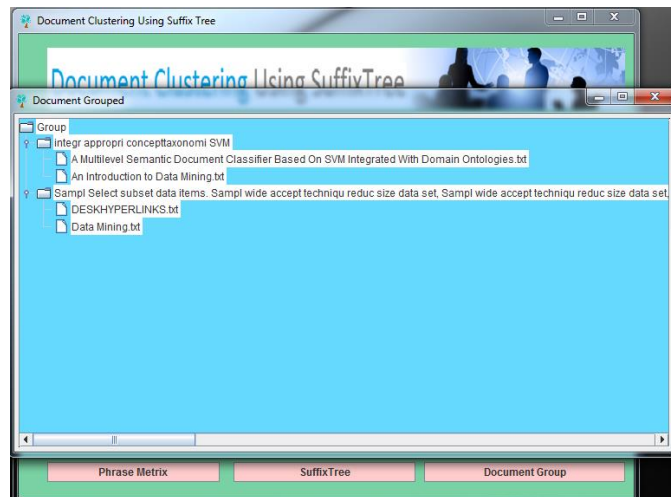 Document Clustering Using Suffix Tree
Document Clustering Using SuffixTree
Document Grouped
Group
integr appropri concepttaxonomi SVM
A Multilevel Semantic Document Classifier Based On SVM Integrated With Domain Ontologies.txt
An Introduction to Data Mining.txt
Sampl Select subset data items. Sampl wide accept techniqu reduc size data set, Sampl wide accept techniqu reduc size data set,
DESKHYPERLINKS.txt
Data Mining.txt
Phrase Metrix
SuffixTree
Document Group